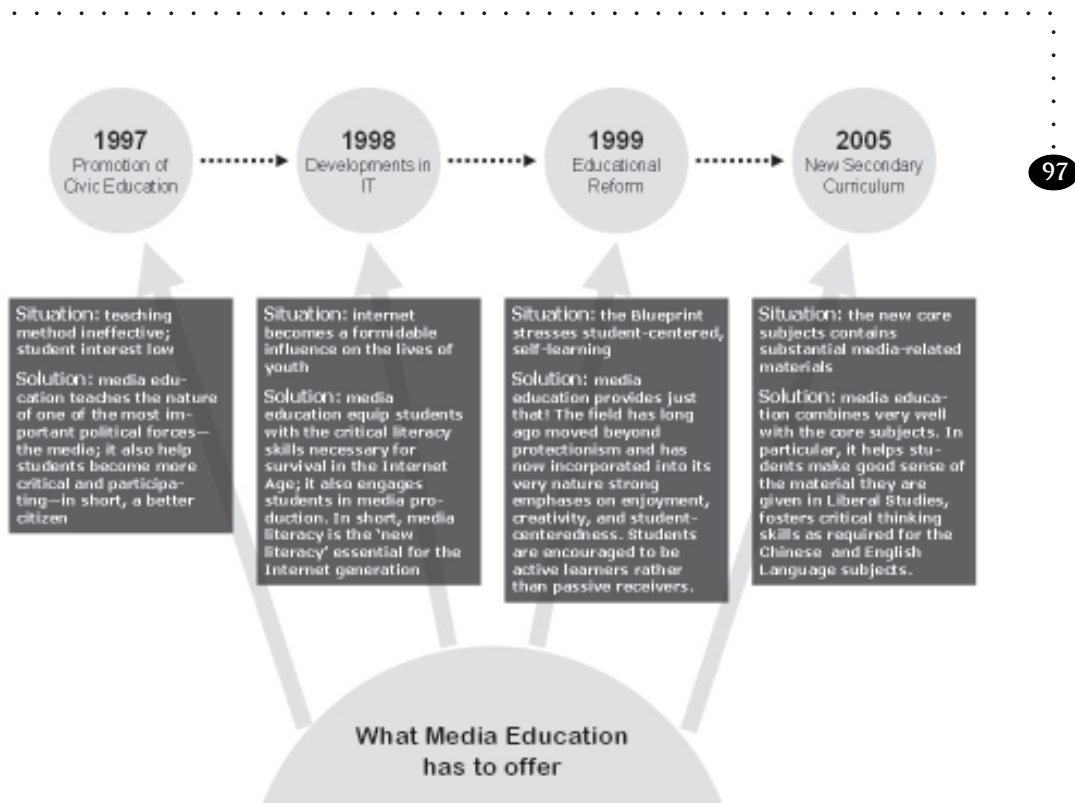 1997
Promotion of
Civic Education
1998
Developments in
IT
1999
Educational
Reform
2005
New Secondary
Curriculum
97
Situation: teaching
method ineffective;
student interest low
Solution: media edu-
cation teaches the nature
of one of the most im-
portant political forces—
the media; it also help
students become more
critical and participa-
ting—in short, a better
citizen
Situation: internet
becomes a formidable
influence on the lives of
youth
Solution: media
education equip students
with the critical literacy
skills necessary for
survival in the Internet
Age; it also engages
students in media pro-
duction. In short, media
literacy is the 'new
literacy' essential for the
Internet generation
Situation: the Blueprint
stresses student-centered,
self-learning
Solution: media
education provides just
that! The field has long
ago moved beyond
protectionism and has
now incorporated into its
very nature strong
emphases on enjoyment,
creativity, and student-
centeredness. Students
are encouraged to be
active learners rather
than passive receivers.
Situation: the new core
subjects contains
substantial media-related
materials
Solution: media educa-
tion combines very well
with the core subjects. In
particular, it helps stu-
dents make good sense of
the material they are
given in Liberal Studies,
fosters critical thinking
skills as required for the
Chinese and English
Language subjects.
What Media Education
has to offer